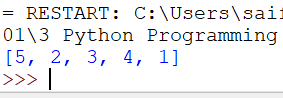 = RESTART: C:\Users\saif
01\3 Python Programming
[5, 2, 3, 4, 1]
>>>